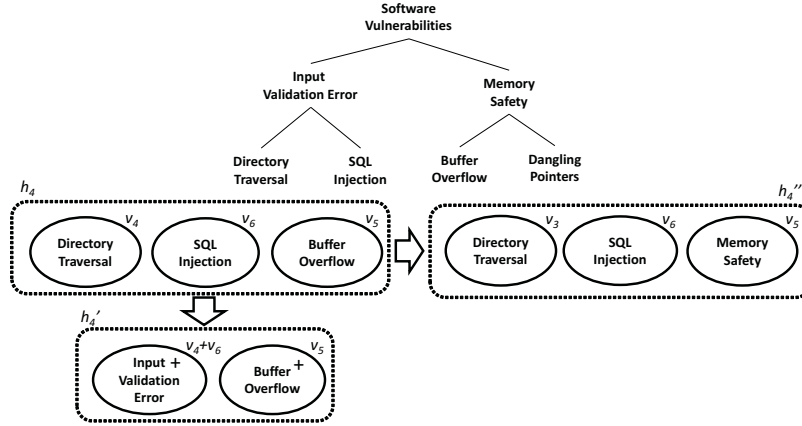 Software
Vulnerabilities
Input
Validation Error
Memory
Safety
Directory
Traversal
SQL
Injection
Buffer
Overflow
Dangling
Pointers
h4
v4
Directory
Traversal
v6
SQL
Injection
v5
Buffer
Overflow
h4''
v3
Directory
Traversal
v6
SQL
Injection
v5
Memory
Safety
h4'
v4+v6
Input +
Validation
Error
v5
Buffer +
Overflow